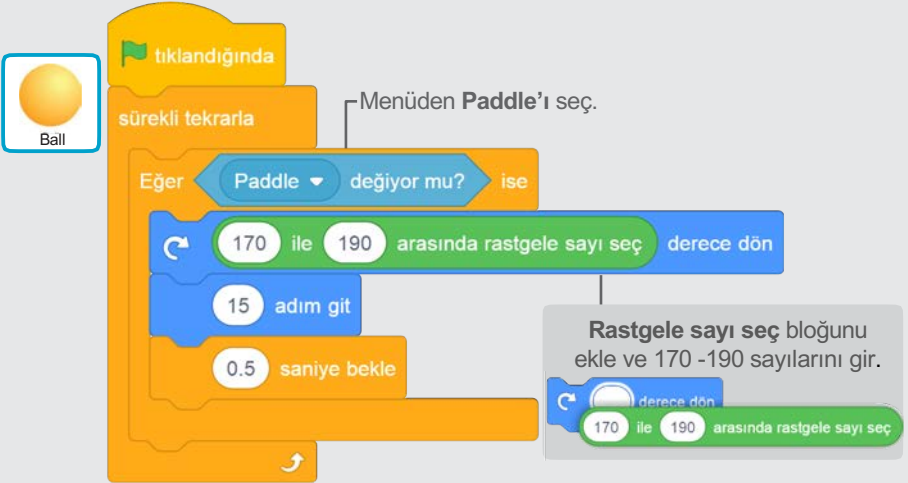 tıklandığında
Ball
sürekli tekrarla
Menüden Paddle'ı seç.
Eğer Paddle değiyor mu? ise
170 ile 190 arasında rastgele sayı seç derece dön
15 adım git
0.5 saniye bekle
Rastgele sayı seç bloğunu
ekle ve 170 -190 sayılarını gir.
derece dön
170 ile 190 arasında rastgele sayı seç